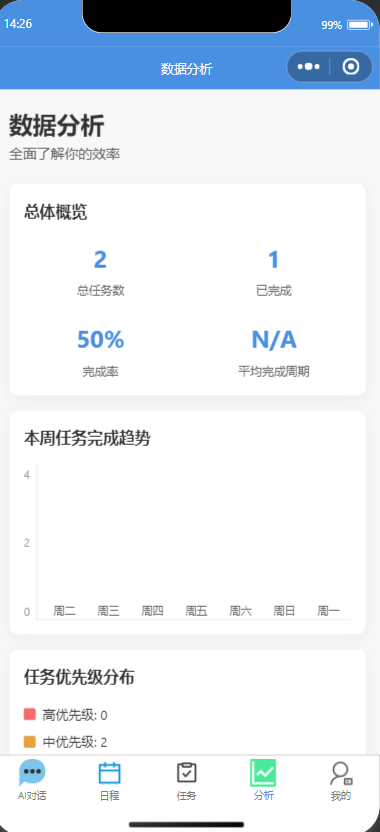 14:26
99%
数据分析
数据分析
全面了解你的效率
总体概览
2
1
总任务数
已完成
50%
N/A
完成率
平均完成周期
本周任务完成趋势
4
2
0
周二 周三 周四 周五 周六 周日 周一
任务优先级分布
高优先级: 0
中优先级: 2
AI对话 日程 任务 分析 我的